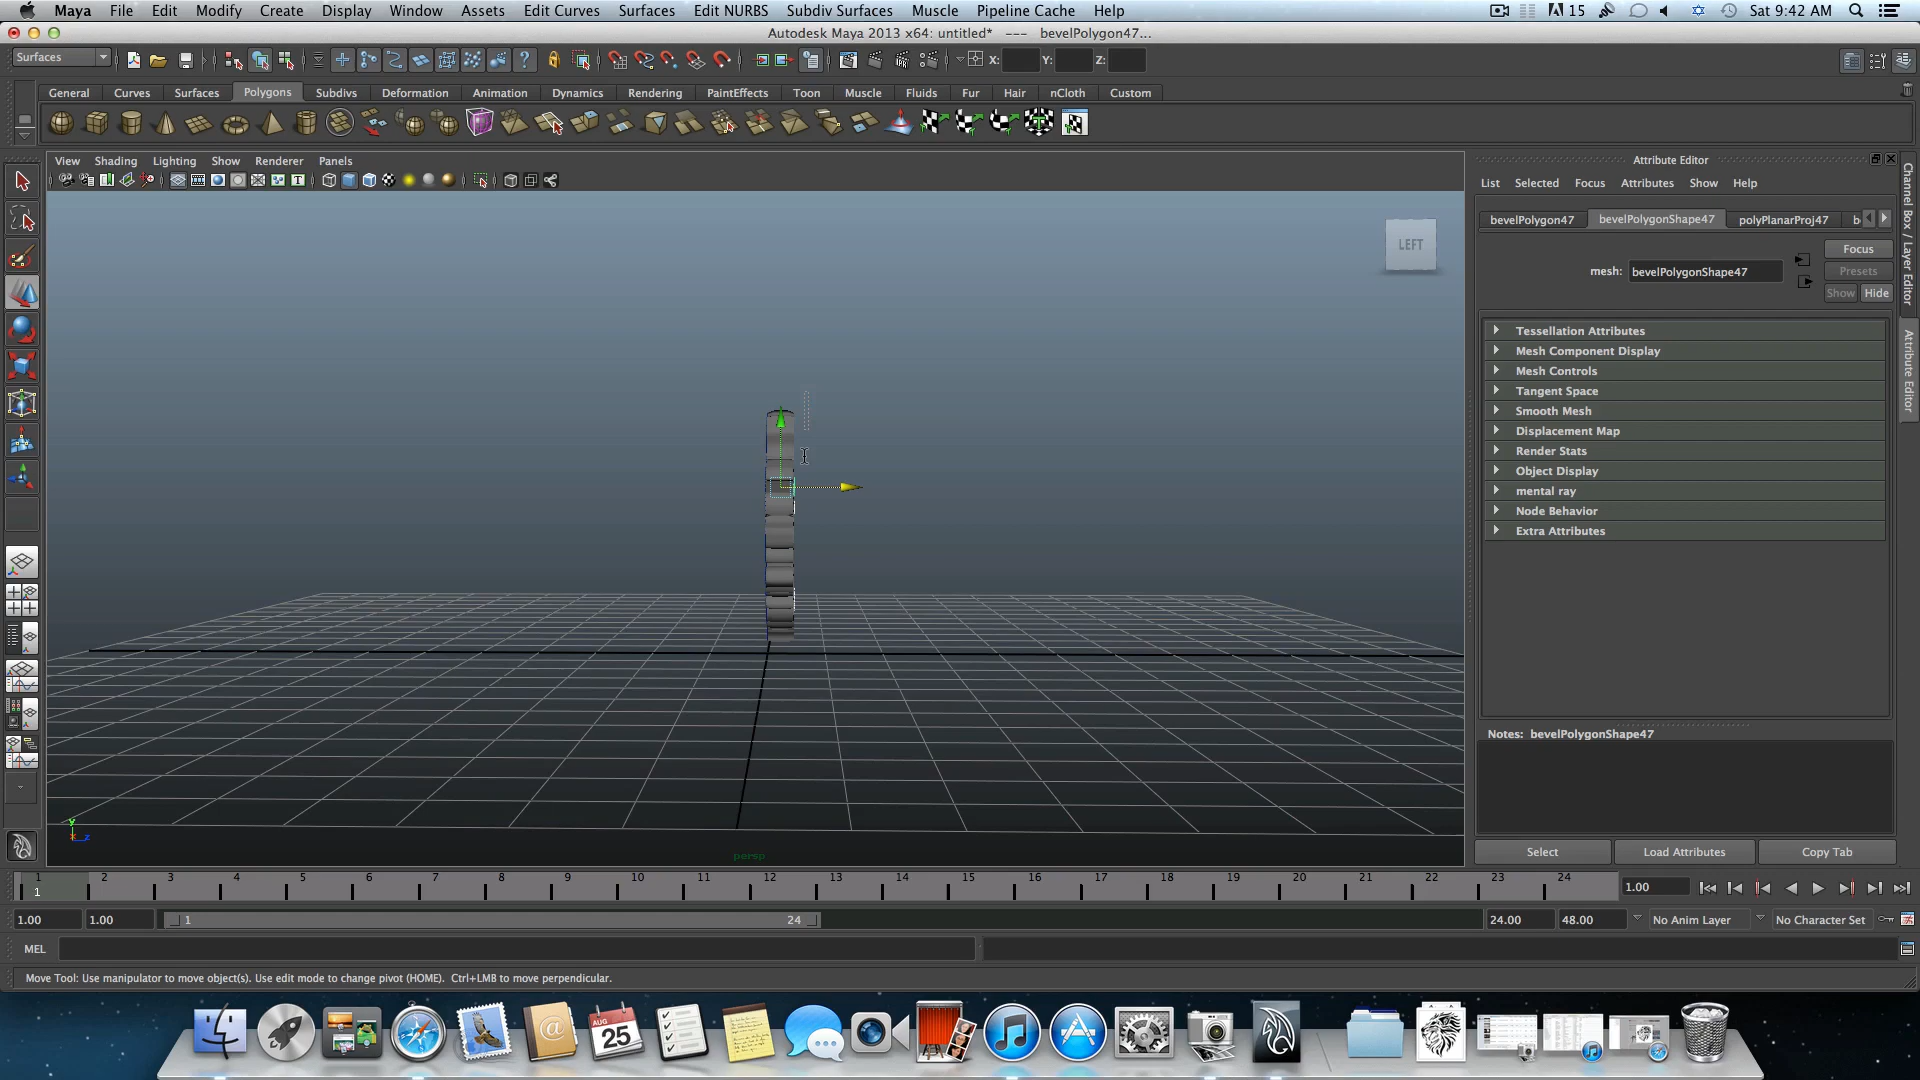 Maya File Edit Modify Create Display Window Assets Edit Curves Surfaces Edit NURBS Subdiv Surfaces Muscle Pipeline Cache Help 15 Sat 9:42 AM
Autodesk Maya 2013 x64: untitled* --- bevelPolygon47...
Surfaces X: Y: Z:
General Curves Surfaces Polygons Subdivs Deformation Animation Dynamics Rendering PaintEffects Toon Muscle Fluids Fur Hair nCloth Custom
View Shading Lighting Show Renderer Panels
LEFT
persp
Attribute Editor
List Selected Focus Attributes Show Help
bevelPolygon47 bevelPolygonShape47 polyPlanarProj47 b
Focus
mesh: bevelPolygonShape47 Presets
Show Hide
Tessellation Attributes
Mesh Component Display
Mesh Controls
Tangent Space
Smooth Mesh
Displacement Map
Render Stats
Object Display
mental ray
Node Behavior
Extra Attributes
Notes: bevelPolygonShape47
Select Load Attributes Copy Tab
Channel Box / Layer Editor
Attribute Editor
1 2 3 4 5 6 7 8 9 10 11 12 13 14 15 16 17 18 19 20 21 22 23 24
1 1.00
1.00 1.00 1 24 24.00 48.00 No Anim Layer No Character Set
MEL
Move Tool: Use manipulator to move object(s). Use edit mode to change pivot (HOME). Ctrl+LMB to move perpendicular.
AUG
25